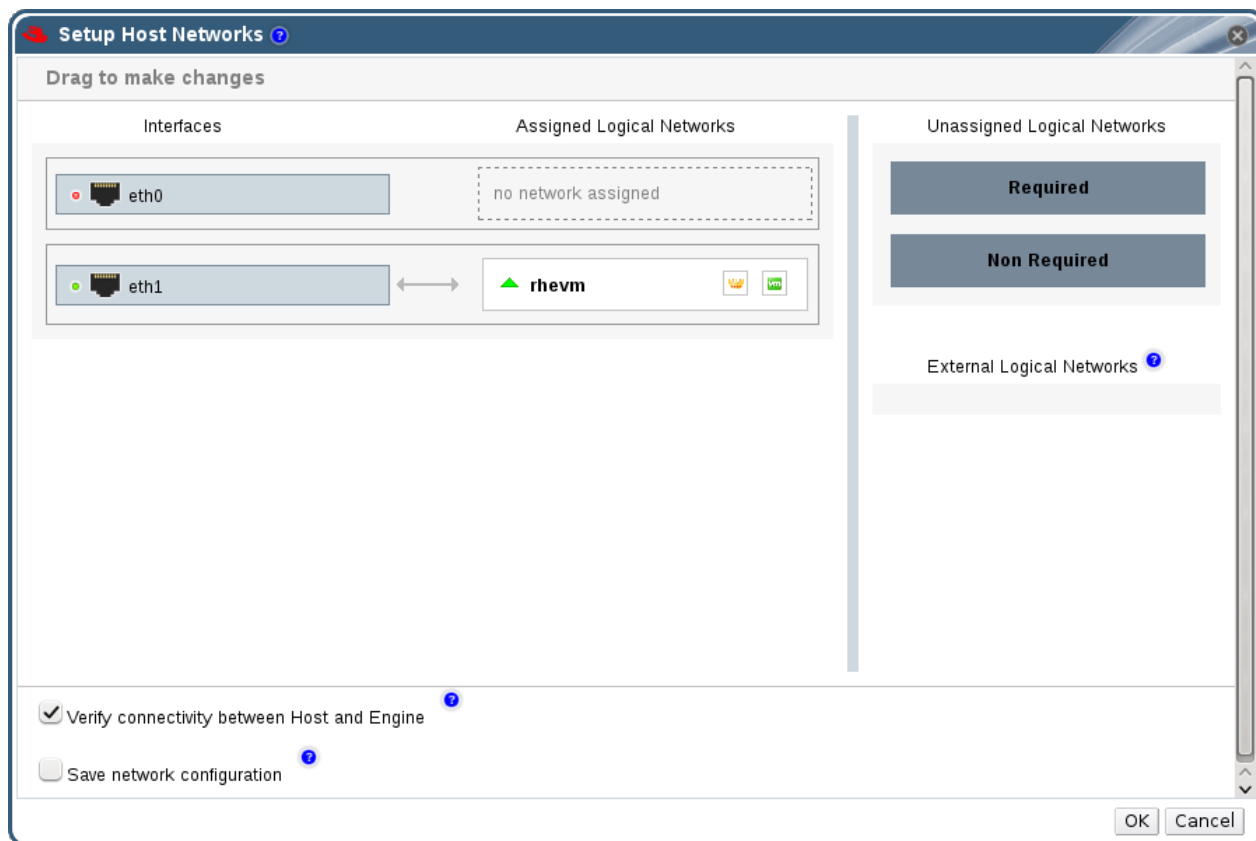 Setup Host Networks ?
Drag to make changes
Interfaces
Assigned Logical Networks
eth0
no network assigned
eth1
rhevm
vm
Unassigned Logical Networks
Required
Non Required
External Logical Networks ?
Verify connectivity between Host and Engine ?
Save network configuration ?
OK
Cancel